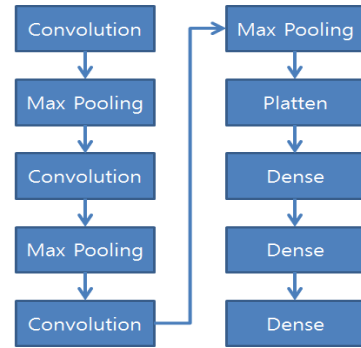 Convolution
Max Pooling
Convolution
Max Pooling
Convolution
Max Pooling
Platten
Dense
Dense
Dense